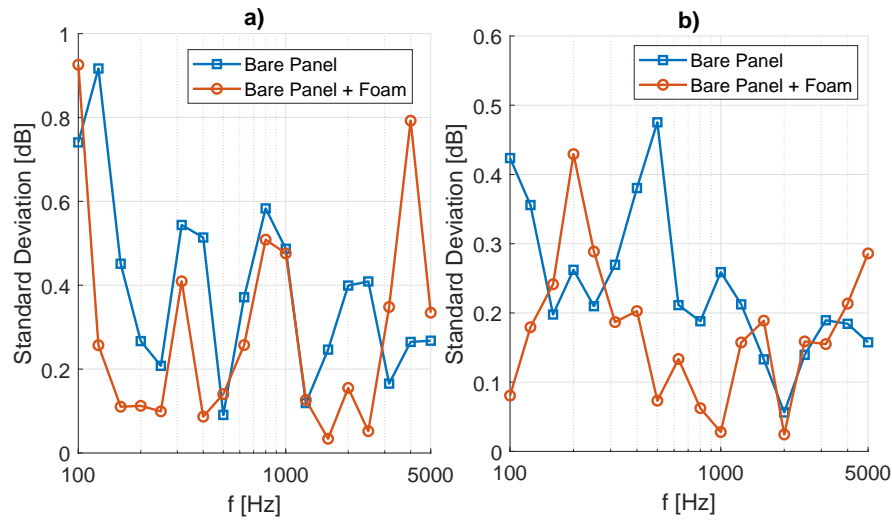 a)
Bare Panel
Bare Panel + Foam
1
0.8
0.6
0.4
0.2
0
Standard Deviation [dB]
100
1000
5000
f [Hz]
b)
Bare Panel
Bare Panel + Foam
0.6
0.5
0.4
0.3
0.2
0.1
0
Standard Deviation [dB]
100
1000
5000
f [Hz]